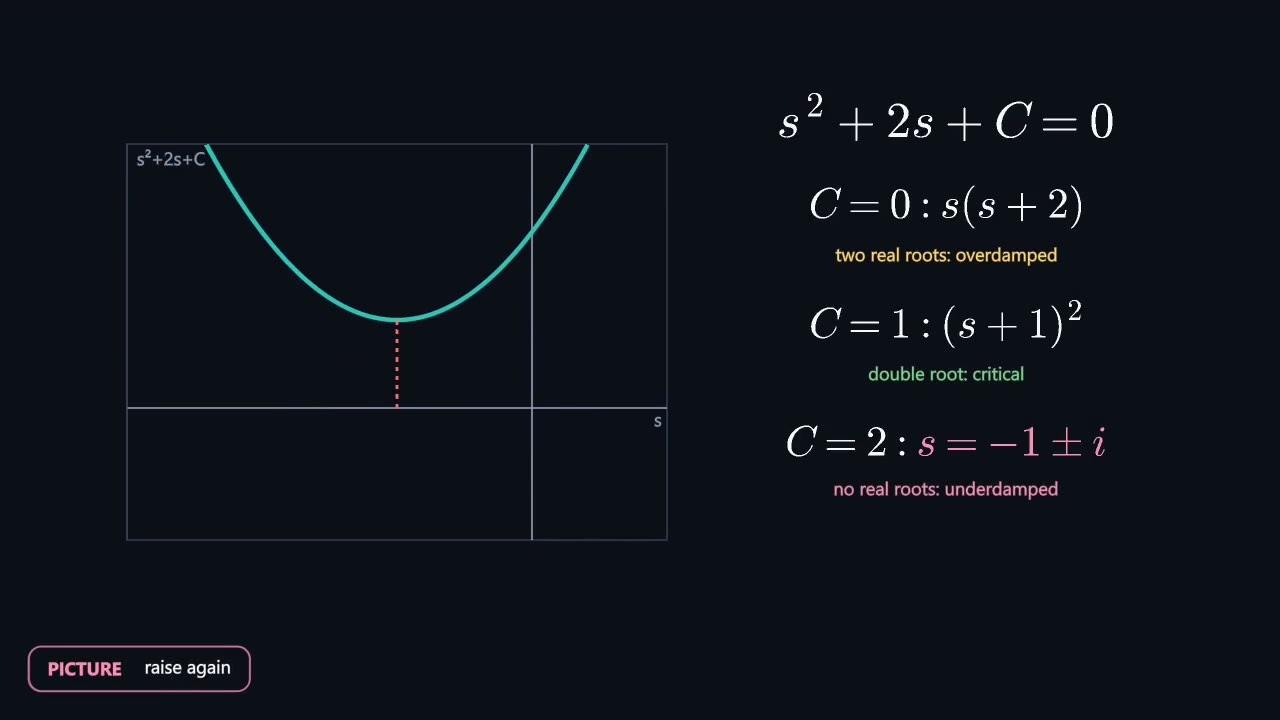 s²+2s+C
s
s² + 2s + C = 0
C = 0 : s(s + 2)
two real roots: overdamped
C = 1 : (s + 1)²
double root: critical
C = 2 : s = −1 ± i
no real roots: underdamped
PICTURE raise again